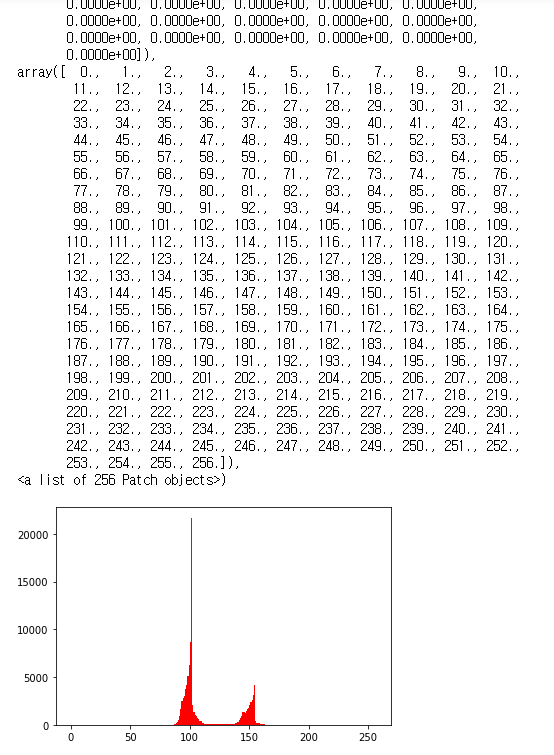 0.0000e+00, 0.0000e+00, 0.0000e+00, 0.0000e+00, 0.0000e+00,
0.0000e+00, 0.0000e+00, 0.0000e+00, 0.0000e+00, 0.0000e+00,
0.0000e+00, 0.0000e+00, 0.0000e+00, 0.0000e+00, 0.0000e+00,
0.0000e+00]),
array([ 0., 1., 2., 3., 4., 5., 6., 7., 8., 9., 10.,
11., 12., 13., 14., 15., 16., 17., 18., 19., 20., 21.,
22., 23., 24., 25., 26., 27., 28., 29., 30., 31., 32.,
33., 34., 35., 36., 37., 38., 39., 40., 41., 42., 43.,
44., 45., 46., 47., 48., 49., 50., 51., 52., 53., 54.,
55., 56., 57., 58., 59., 60., 61., 62., 63., 64., 65.,
66., 67., 68., 69., 70., 71., 72., 73., 74., 75., 76.,
77., 78., 79., 80., 81., 82., 83., 84., 85., 86., 87.,
88., 89., 90., 91., 92., 93., 94., 95., 96., 97., 98.,
99., 100., 101., 102., 103., 104., 105., 106., 107., 108., 109.,
110., 111., 112., 113., 114., 115., 116., 117., 118., 119., 120.,
121., 122., 123., 124., 125., 126., 127., 128., 129., 130., 131.,
132., 133., 134., 135., 136., 137., 138., 139., 140., 141., 142.,
143., 144., 145., 146., 147., 148., 149., 150., 151., 152., 153.,
154., 155., 156., 157., 158., 159., 160., 161., 162., 163., 164.,
165., 166., 167., 168., 169., 170., 171., 172., 173., 174., 175.,
176., 177., 178., 179., 180., 181., 182., 183., 184., 185., 186.,
187., 188., 189., 190., 191., 192., 193., 194., 195., 196., 197.,
198., 199., 200., 201., 202., 203., 204., 205., 206., 207., 208.,
209., 210., 211., 212., 213., 214., 215., 216., 217., 218., 219.,
220., 221., 222., 223., 224., 225., 226., 227., 228., 229., 230.,
231., 232., 233., 234., 235., 236., 237., 238., 239., 240., 241.,
242., 243., 244., 245., 246., 247., 248., 249., 250., 251., 252.,
253., 254., 255., 256.]),
<a list of 256 Patch objects>)
20000
15000
10000
5000
0
0 50 100 150 200 250